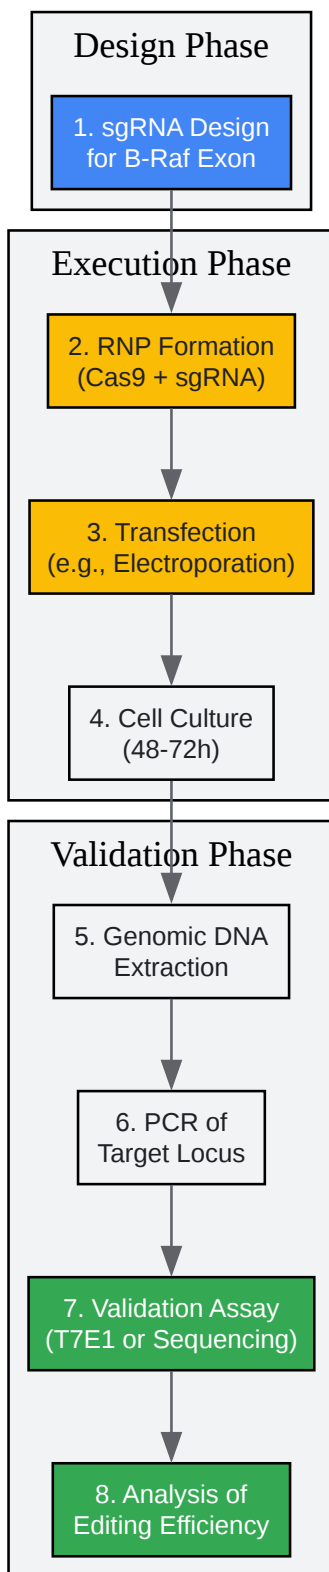 Design Phase
1. sgRNA Design
for B-Raf Exon
Execution Phase
2. RNP Formation
(Cas9 + sgRNA)
3. Transfection
(e.g., Electroporation)
4. Cell Culture
(48-72h)
Validation Phase
5. Genomic DNA
Extraction
6. PCR of
Target Locus
7. Validation Assay
(T7E1 or Sequencing)
8. Analysis of
Editing Efficiency